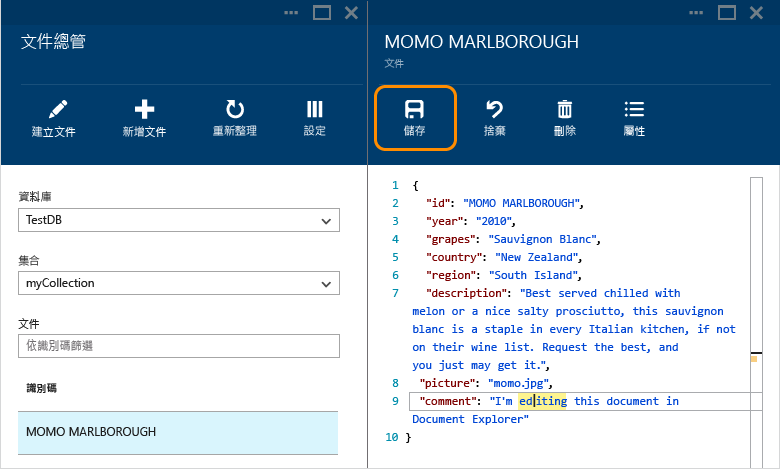 文件總管
建立文件
新增文件
重新整理
設定
資料庫
TestDB
集合
myCollection
文件
依識別碼篩選
識別碼
MOMO MARLBOROUGH
MOMO MARLBOROUGH
文件
儲存
捨棄
刪除
屬性
1 {
2 "id": "MOMO MARLBOROUGH",
3 "year": "2010",
4 "grapes": "Sauvignon Blanc",
5 "country": "New Zealand",
6 "region": "South Island",
7 "description": "Best served chilled with
melon or a nice salty prosciutto, this sauvignon
blanc is a staple in every Italian kitchen, if not
on their wine list. Request the best, and
you just may get it.",
8 "picture": "momo.jpg",
9 "comment": "I'm editing this document in
Document Explorer"
10 }